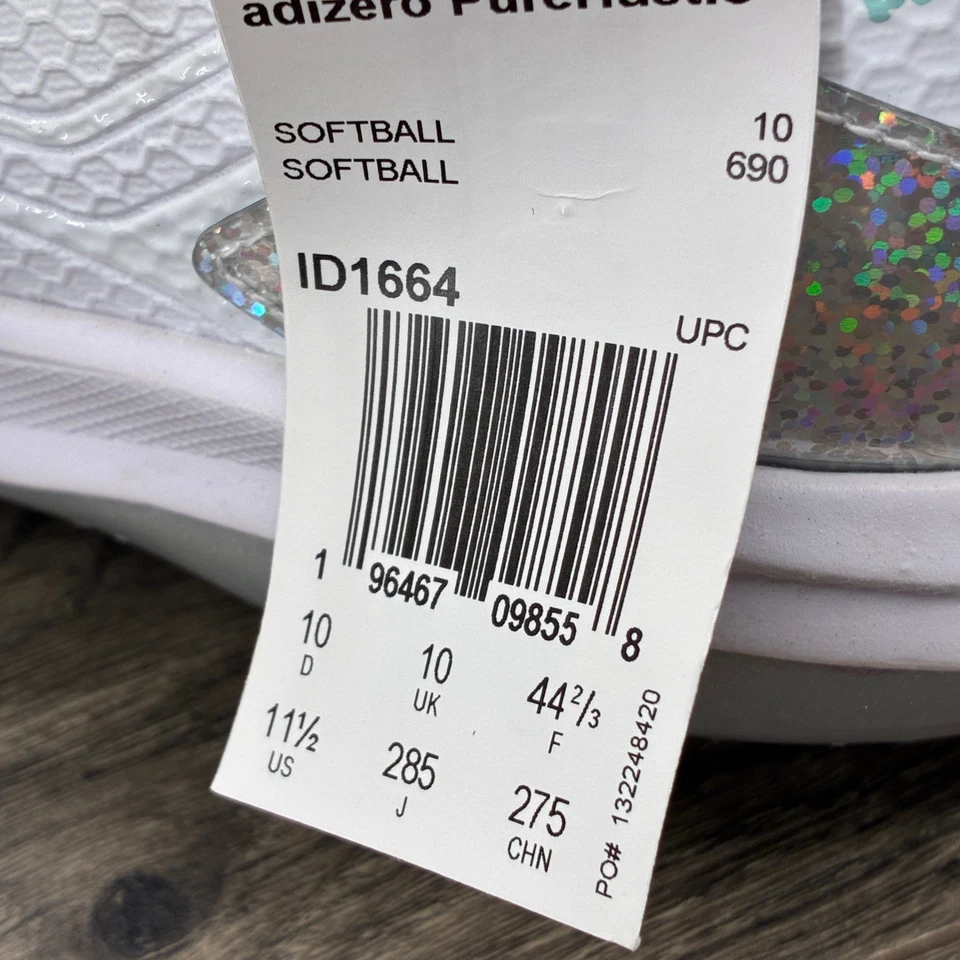 adizero
SOFTBALL 10
SOFTBALL 690
ID1664
UPC
1 96467 09855 8
10 10 44⅔
D UK F
11½ 285 275
US J CHN
PO# 132248420